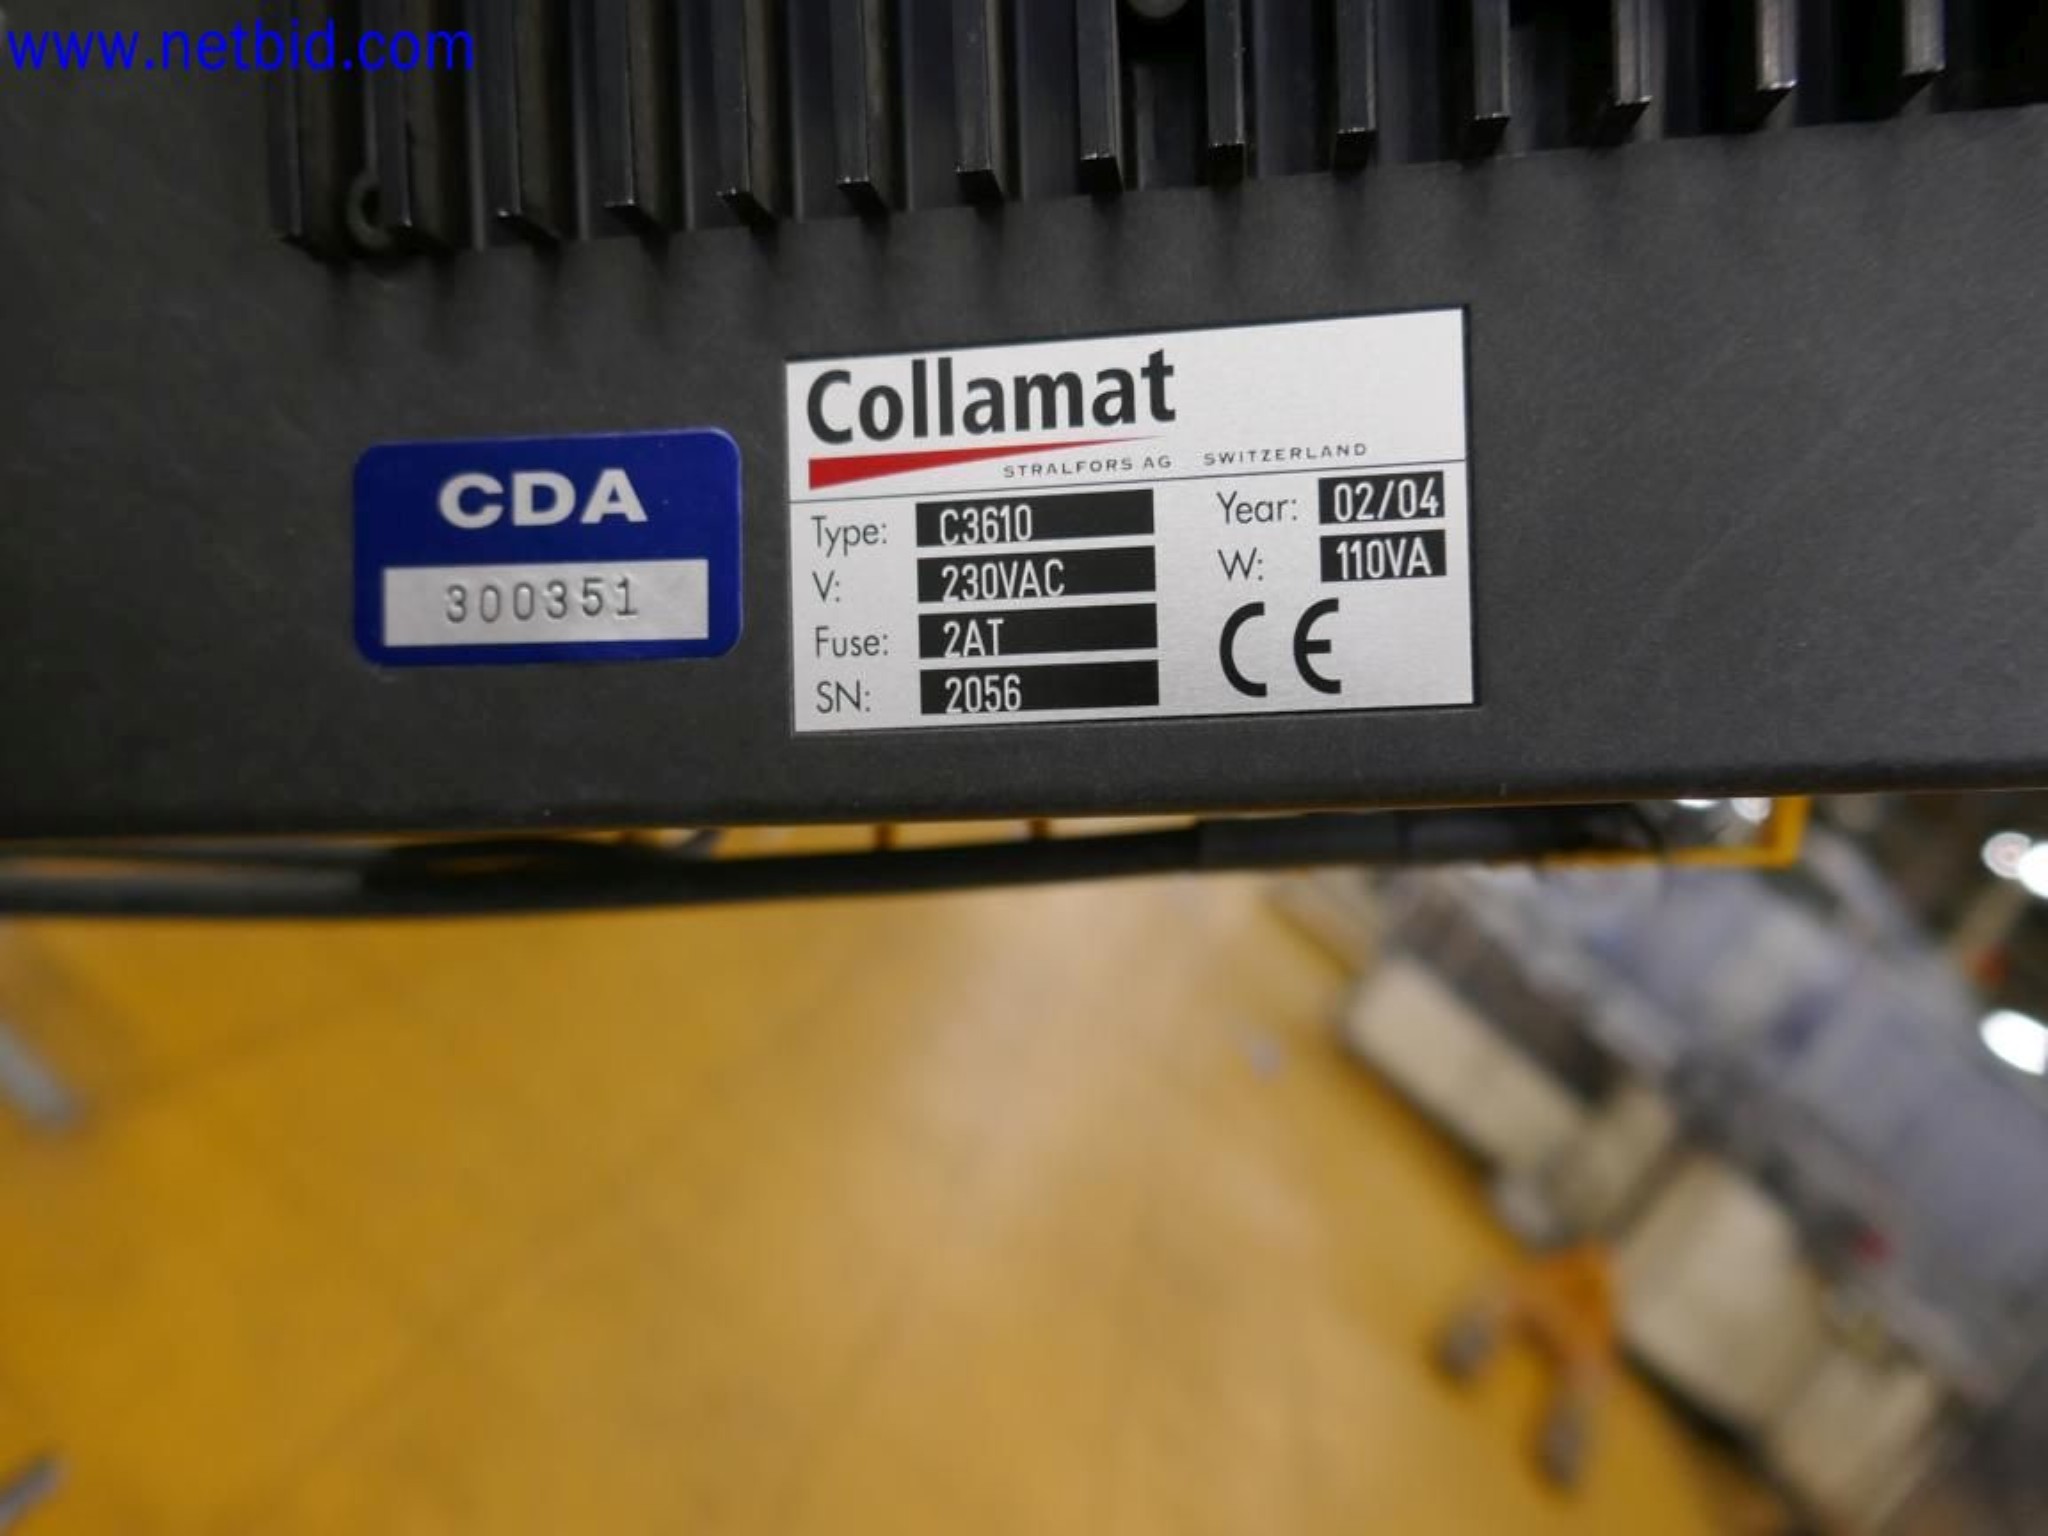 www.netbid.com
CDA
300351
Collamat
STRALFORS AG SWITZERLAND
Type: C3610 Year: 02/04
V: 230VAC W: 110VA
Fuse: 2AT
SN: 2056
CE